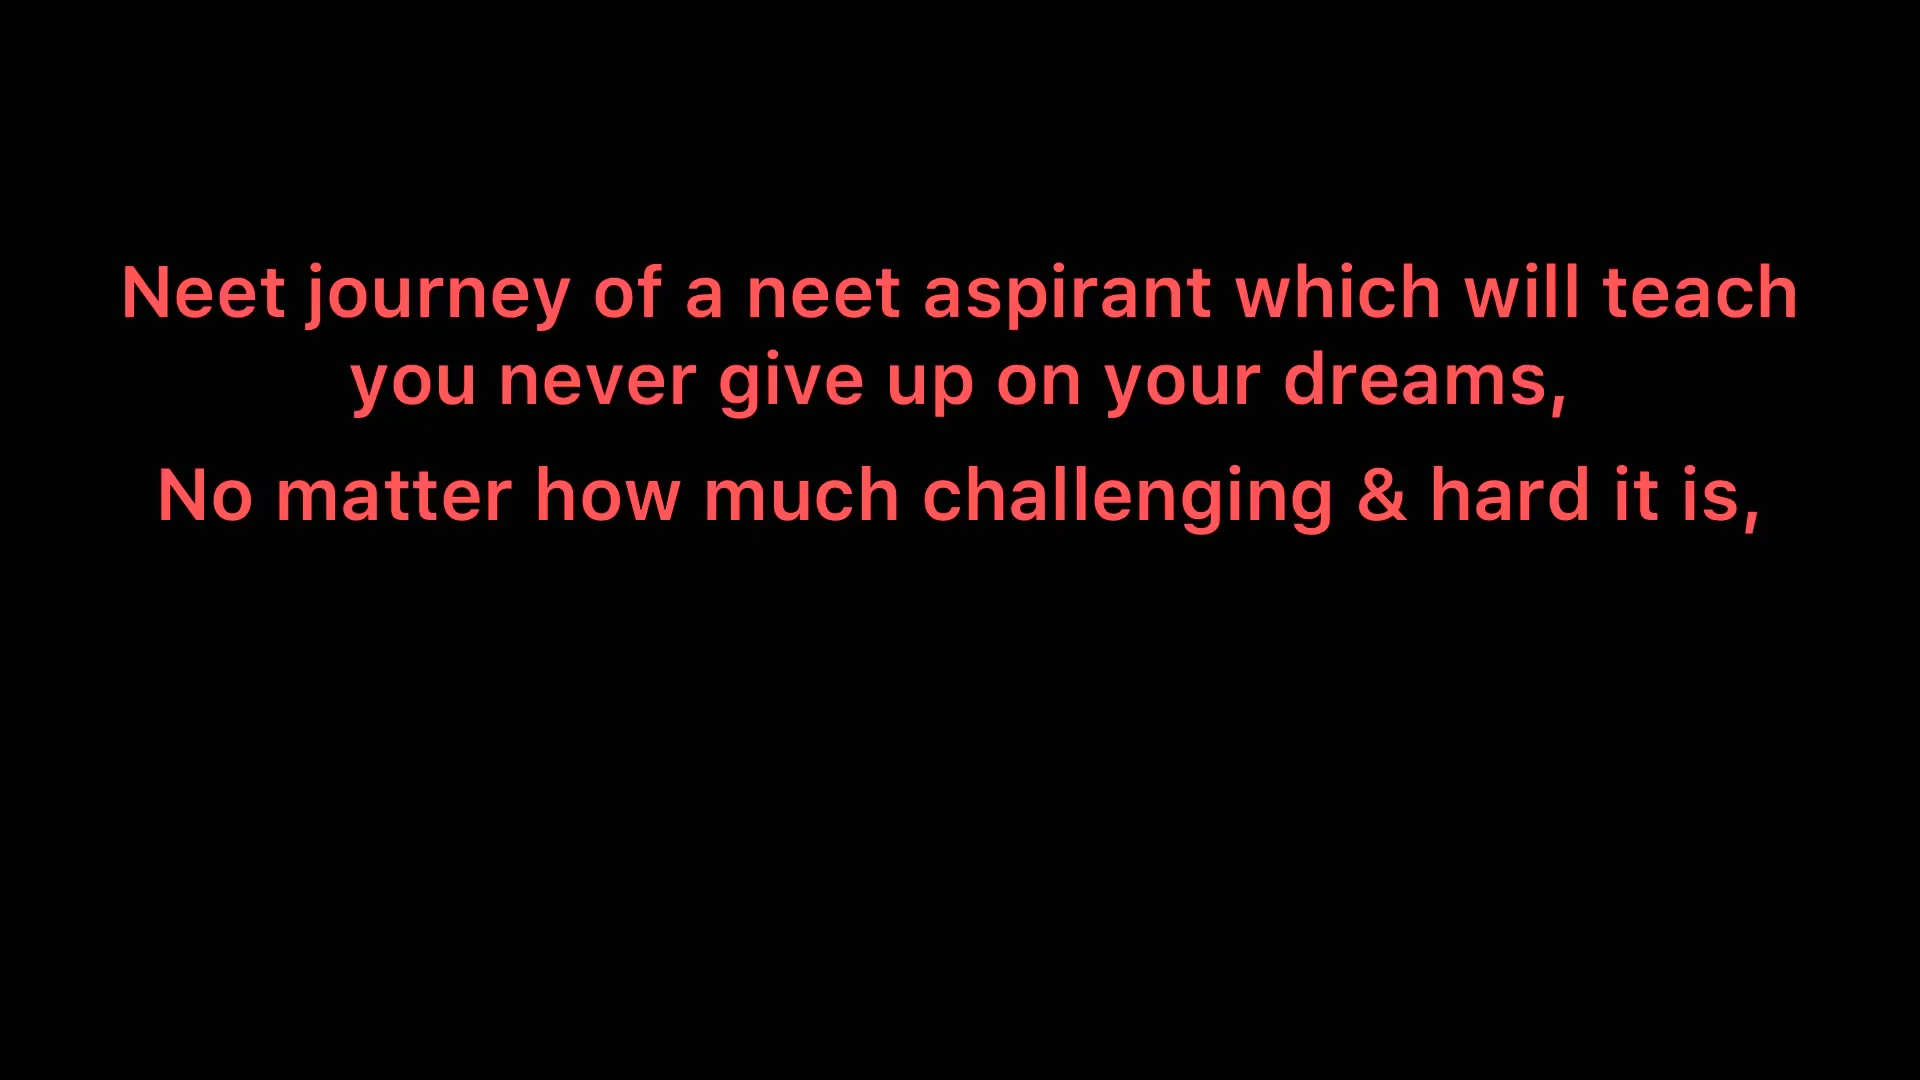 Neet journey of a neet aspirant which will teach
you never give up on your dreams,
No matter how much challenging & hard it is,